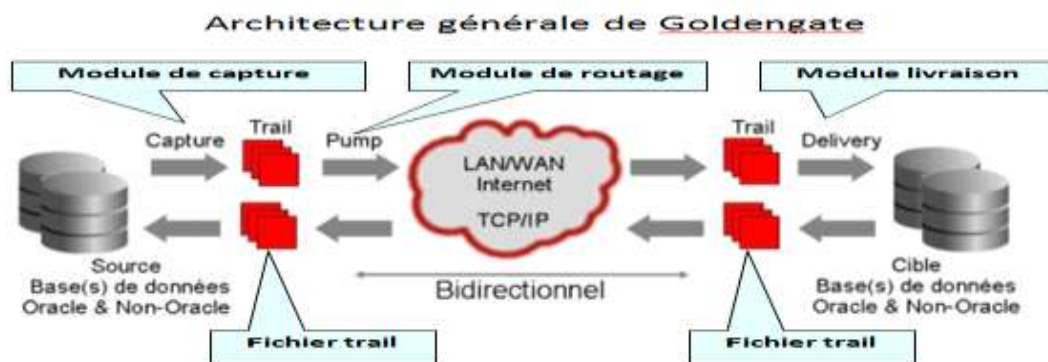 Architecture générale de Goldengate
Module de capture
Module de routage
Module livraison
Capture
Trail
Pump
LAN/WAN
Internet
TCP/IP
Trail
Delivery
Source
Base(s) de données
Oracle & Non-Oracle
Bidirectionnel
Cible
Base(s) de données
Oracle & Non-Oracle
Fichier trail
Fichier trail